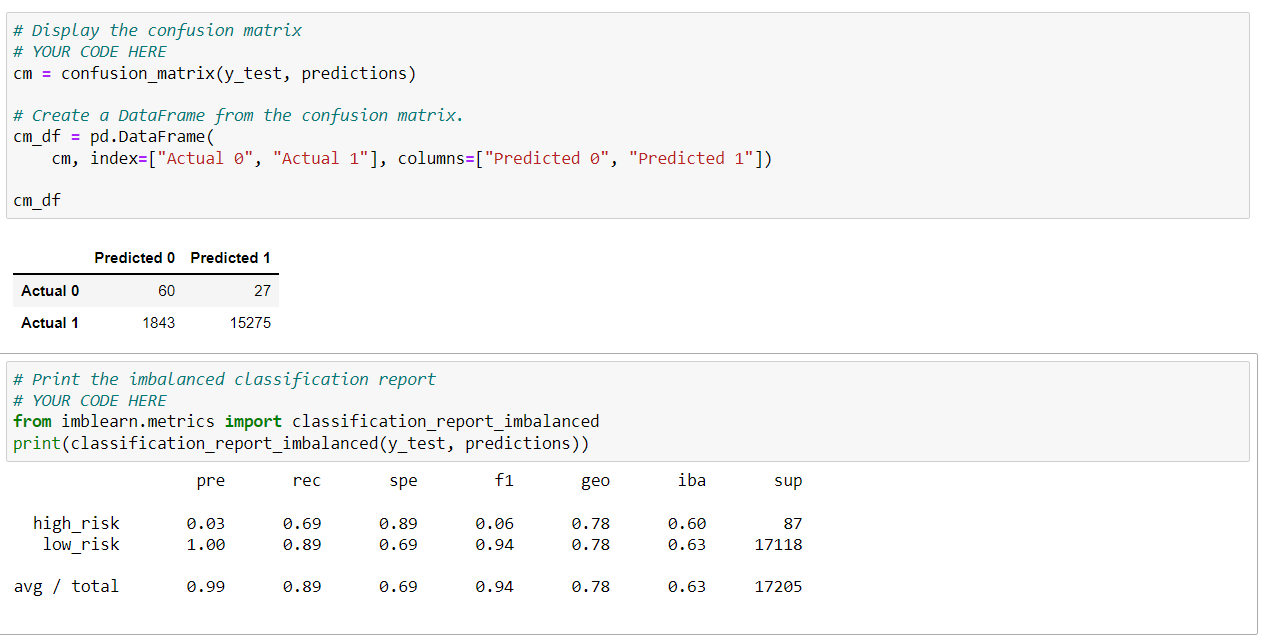 # Display the confusion matrix
# YOUR CODE HERE
cm = confusion_matrix(y_test, predictions)
# Create a DataFrame from the confusion matrix.
cm_df = pd.DataFrame(
    cm, index=["Actual 0", "Actual 1"], columns=["Predicted 0", "Predicted 1"])
cm_df
Predicted 0 Predicted 1
Actual 0 60 27
Actual 1 1843 15275
# Print the imbalanced classification report
# YOUR CODE HERE
from imblearn.metrics import classification_report_imbalanced
print(classification_report_imbalanced(y_test, predictions))
pre rec spe f1 geo iba sup
high_risk 0.03 0.69 0.89 0.06 0.78 0.60 87
low_risk 1.00 0.89 0.69 0.94 0.78 0.63 17118
avg / total 0.99 0.89 0.69 0.94 0.78 0.63 17205